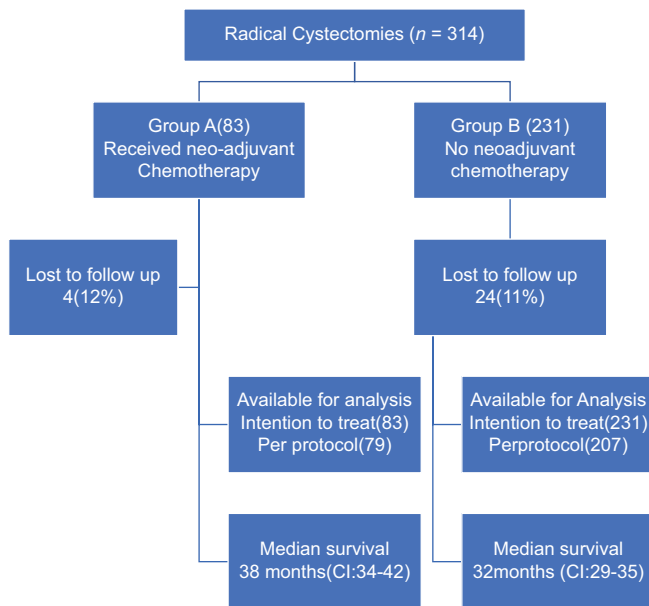 Radical Cystectomies (n = 314)
Group A(83)
Received neo-adjuvant
Chemotherapy
Group B (231)
No neoadjuvant
chemotherapy
Lost to follow up
4(12%)
Lost to follow up
24(11%)
Available for analysis
Intention to treat(83)
Per protocol(79)
Available for Analysis
Intention to treat(231)
Perprotocol(207)
Median survival
38 months(CI:34-42)
Median survival
32months (CI:29-35)